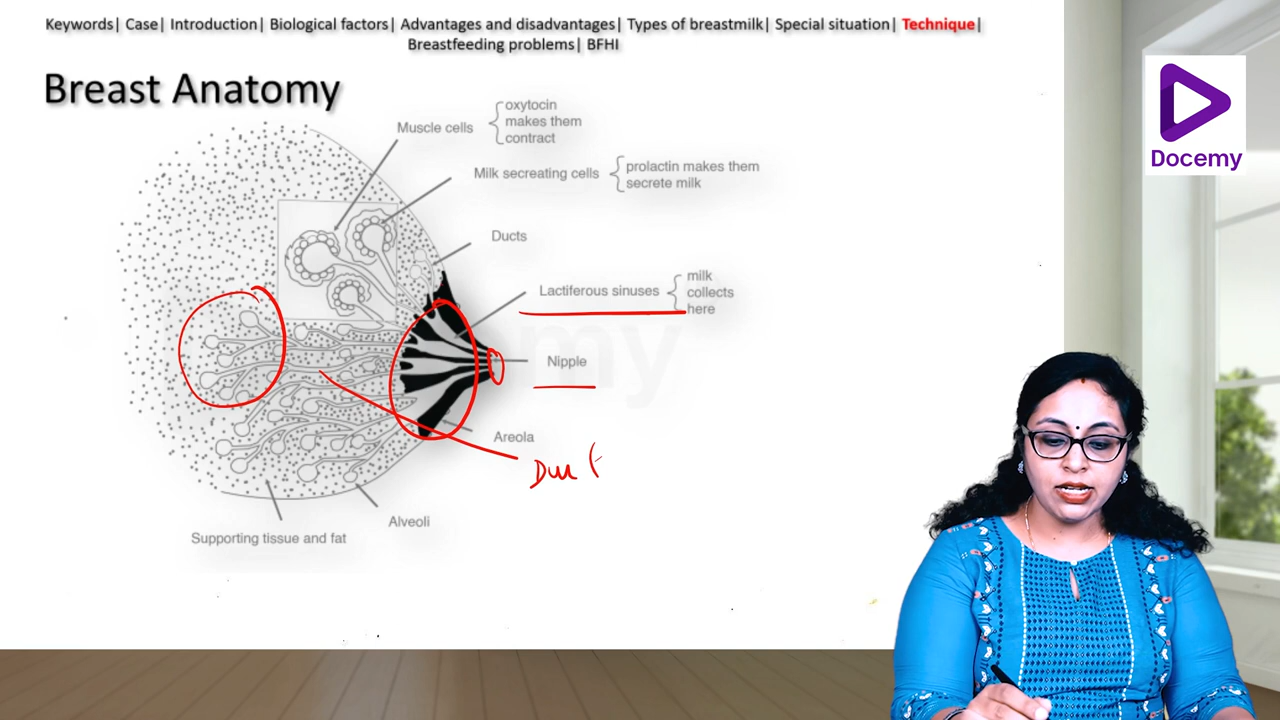 Keywords| Case| Introduction| Biological factors| Advantages and disadvantages| Types of breastmilk| Special situation| Technique|
Breastfeeding problems| BFHI
Docemy
Breast Anatomy
Muscle cells
oxytocin
makes them
contract
Milk secreating cells
prolactin makes them
secrete milk
Ducts
Lactiferous sinuses
milk
collects
here
Nipple
Areola
Duct
Alveoli
Supporting tissue and fat